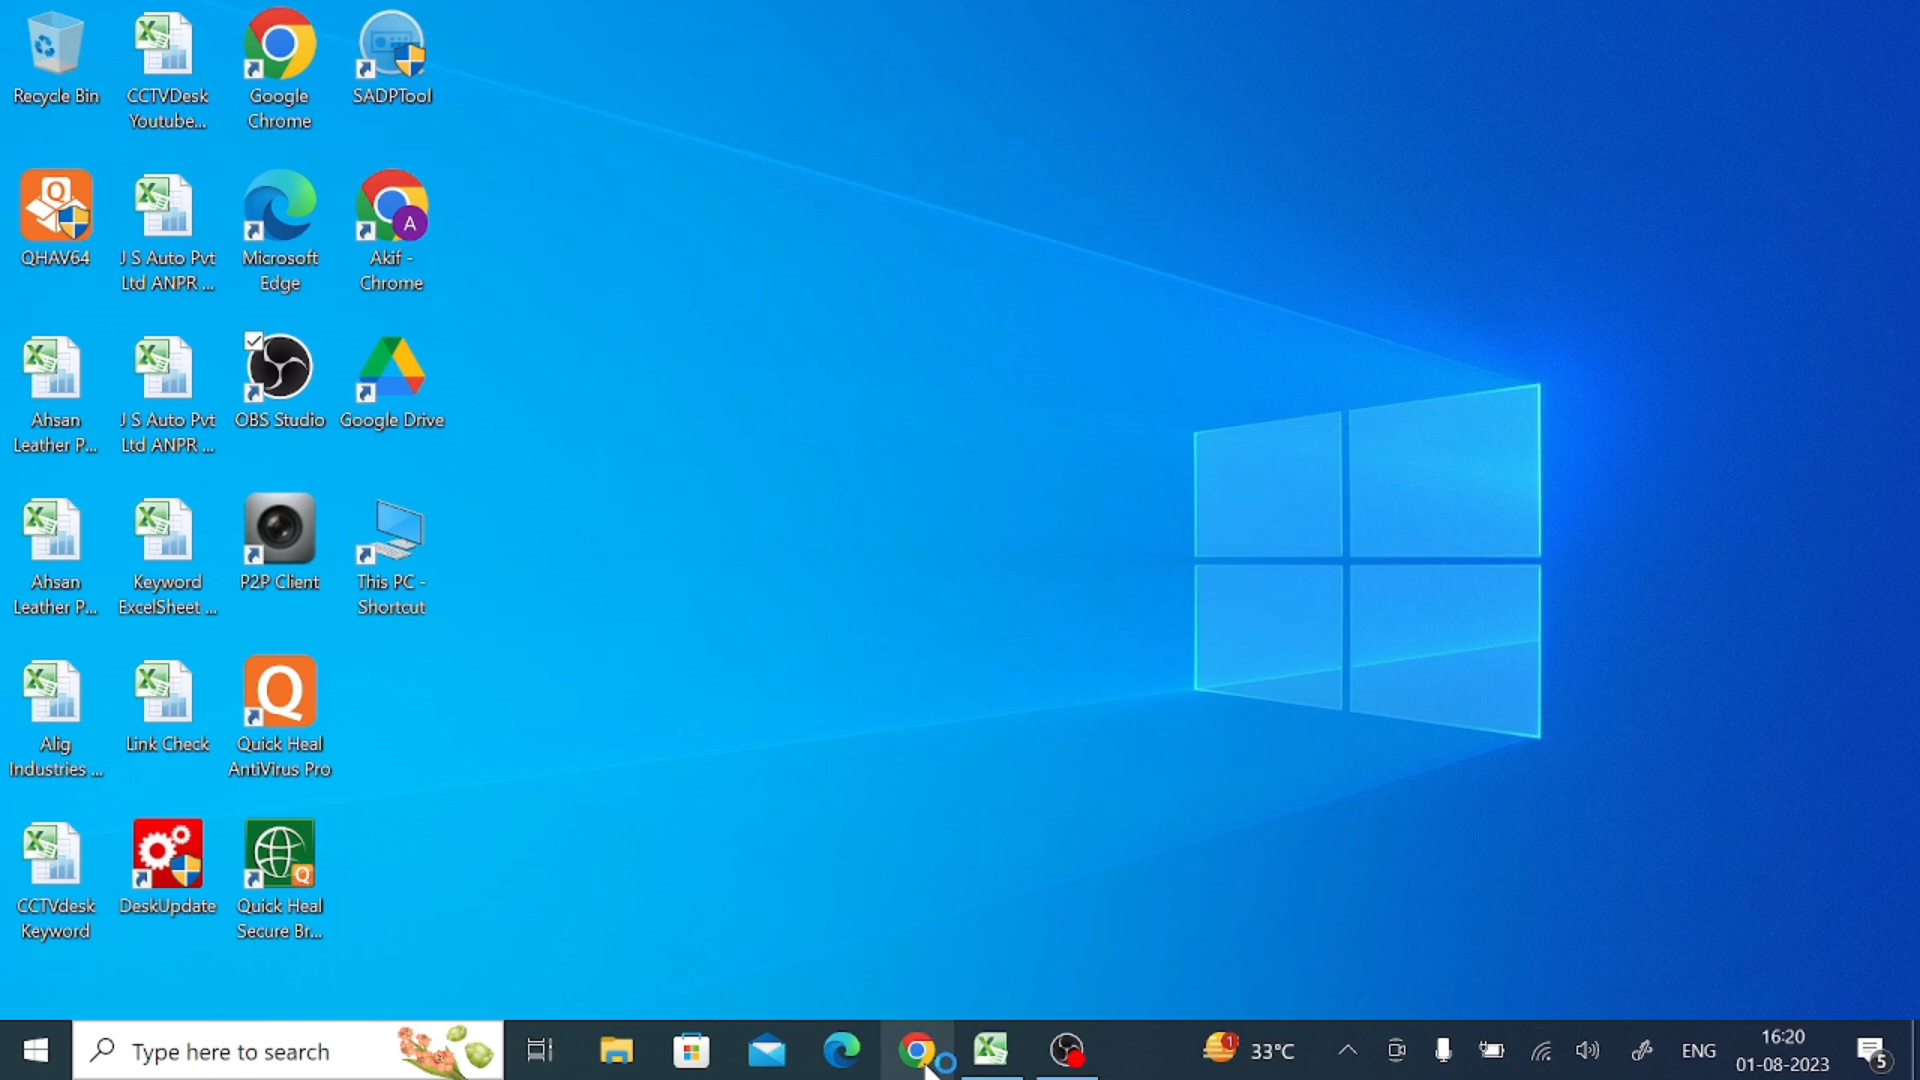 Recycle Bin
CCTVDesk
Youtube...
Google
Chrome
SADPTool
QHAV64
J S Auto Pvt
Ltd ANPR ...
Microsoft
Edge
A
Akif -
Chrome
Ahsan
Leather P...
J S Auto Pvt
Ltd ANPR ...
OBS Studio
Google Drive
Ahsan
Leather P...
Keyword
ExcelSheet ...
P2P Client
This PC -
Shortcut
Alig
Industries ...
Link Check
Quick Heal
AntiVirus Pro
CCTVdesk
Keyword
DeskUpdate
Quick Heal
Secure Br...
Type here to search
1
33°C
ENG
16:20
01-08-2023
5